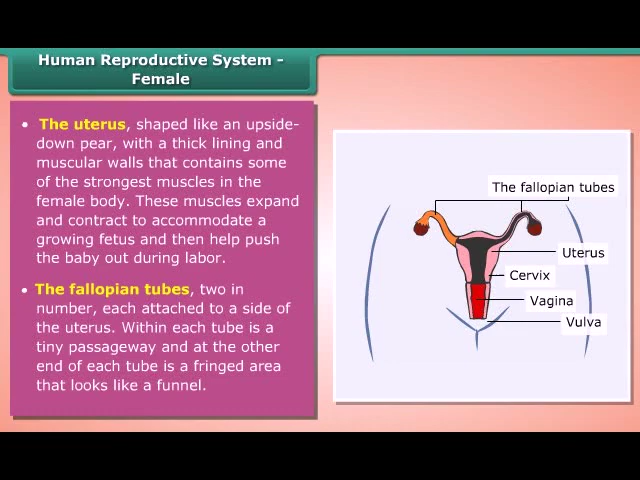 Human Reproductive System -
Female
• The uterus, shaped like an upside-
down pear, with a thick lining and
muscular walls that contains some
of the strongest muscles in the
female body. These muscles expand
and contract to accommodate a
growing fetus and then help push
the baby out during labor.
• The fallopian tubes, two in
number, each attached to a side of
the uterus. Within each tube is a
tiny passageway and at the other
end of each tube is a fringed area
that looks like a funnel.
The fallopian tubes
Uterus
Cervix
Vagina
Vulva